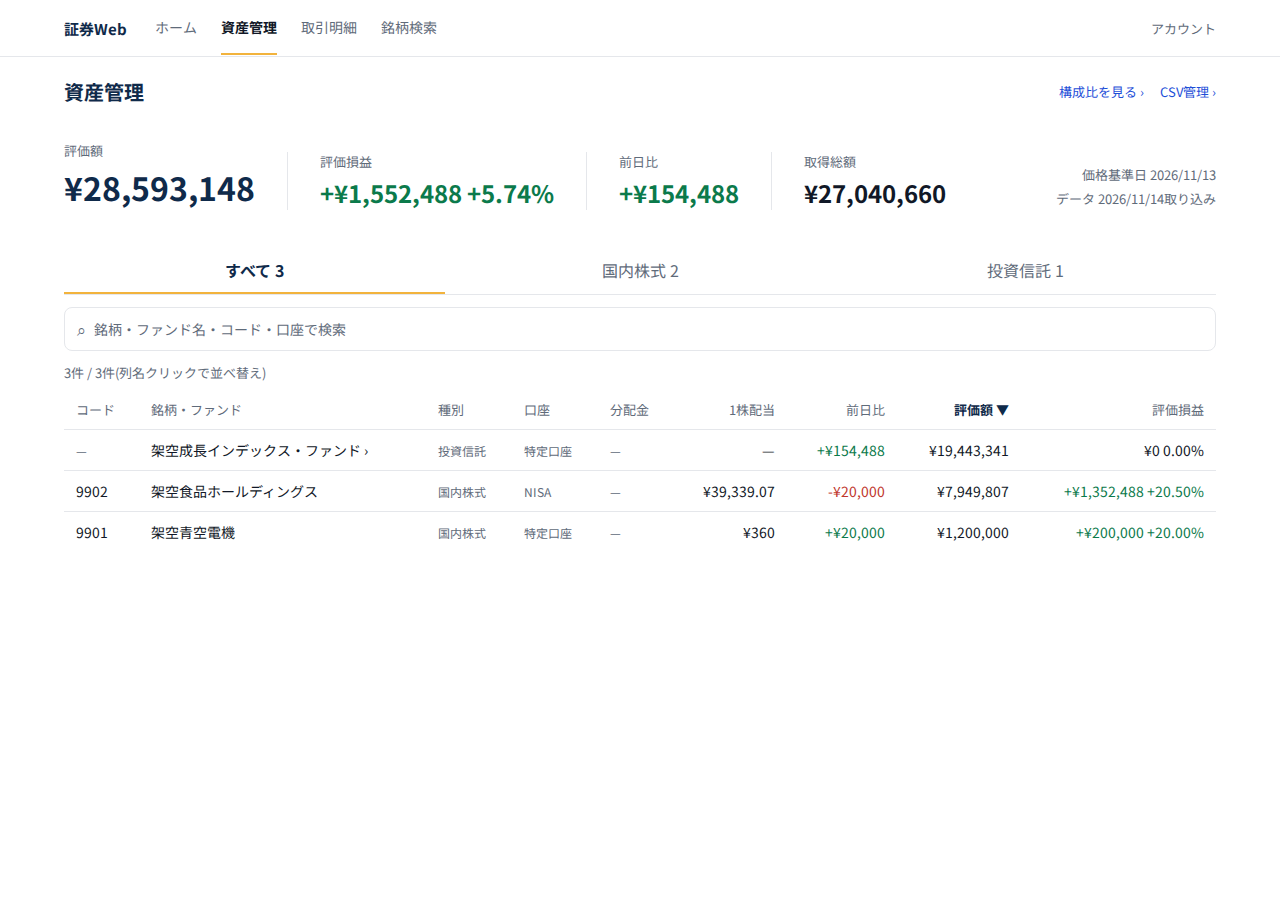 証券Web ホーム 資産管理 取引明細 銘柄検索 アカウント
資産管理 構成比を見る › CSV管理 ›
評価額 評価損益 前日比 取得総額
¥28,593,148 +¥1,552,488 +5.74% +¥154,488 ¥27,040,660
価格基準日 2026/11/13
データ 2026/11/14取り込み
すべて 3 国内株式 2 投資信託 1
⌕ 銘柄・ファンド名・コード・口座で検索
3件 / 3件(列名クリックで並べ替え)
コード 銘柄・ファンド 種別 口座 分配金 1株配当 前日比 評価額 ▼ 評価損益
— 架空成長インデックス・ファンド › 投資信託 特定口座 — — +¥154,488 ¥19,443,341 ¥0 0.00%
9902 架空食品ホールディングス 国内株式 NISA — ¥39,339.07 -¥20,000 ¥7,949,807 +¥1,352,488 +20.50%
9901 架空青空電機 国内株式 特定口座 — ¥360 +¥20,000 ¥1,200,000 +¥200,000 +20.00%